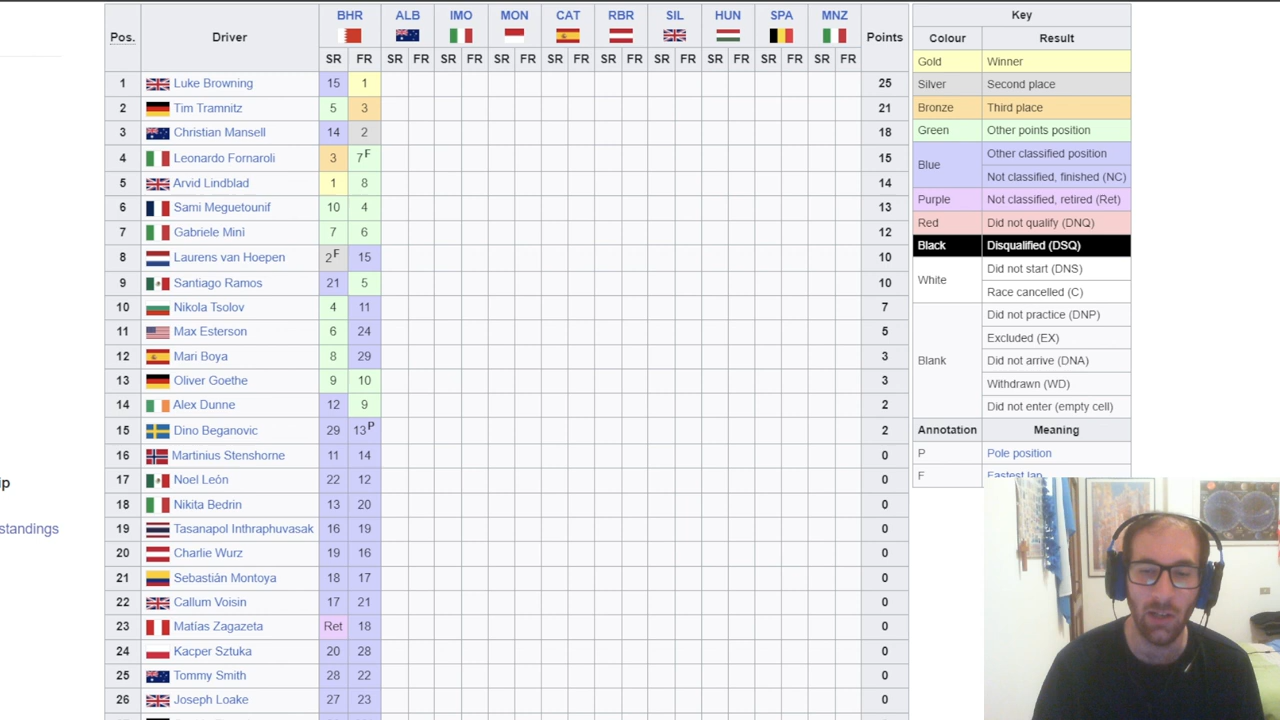 BHR ALB IMO MON CAT RBR SIL HUN SPA MNZ
Pos. Driver Points
SR FR SR FR SR FR SR FR SR FR SR FR SR FR SR FR SR FR SR FR
1 Luke Browning 15 1 25
2 Tim Tramnitz 5 3 21
3 Christian Mansell 14 2 18
4 Leonardo Fornaroli 3 7F 15
5 Arvid Lindblad 1 8 14
6 Sami Meguetounif 10 4 13
7 Gabriele Minì 7 6 12
8 Laurens van Hoepen 2F 15 10
9 Santiago Ramos 21 5 10
10 Nikola Tsolov 4 11 7
11 Max Esterson 6 24 5
12 Mari Boya 8 29 3
13 Oliver Goethe 9 10 3
14 Alex Dunne 12 9 2
15 Dino Beganovic 29 13P 2
16 Martinius Stenshorne 11 14 0
17 Noel León 22 12 0
18 Nikita Bedrin 13 20 0
19 Tasanapol Inthraphuvasak 16 19 0
20 Charlie Wurz 19 16 0
21 Sebastián Montoya 18 17 0
22 Callum Voisin 17 21 0
23 Matías Zagazeta Ret 18 0
24 Kacper Sztuka 20 28 0
25 Tommy Smith 28 22 0
26 Joseph Loake 27 23 0
Key
Colour Result
Gold Winner
Silver Second place
Bronze Third place
Green Other points position
Blue Other classified position
Not classified, finished (NC)
Purple Not classified, retired (Ret)
Red Did not qualify (DNQ)
Black Disqualified (DSQ)
White Did not start (DNS)
Race cancelled (C)
Blank Did not practice (DNP)
Excluded (EX)
Did not arrive (DNA)
Withdrawn (WD)
Did not enter (empty cell)
Annotation Meaning
P Pole position
F Fastest lap
ip
standings